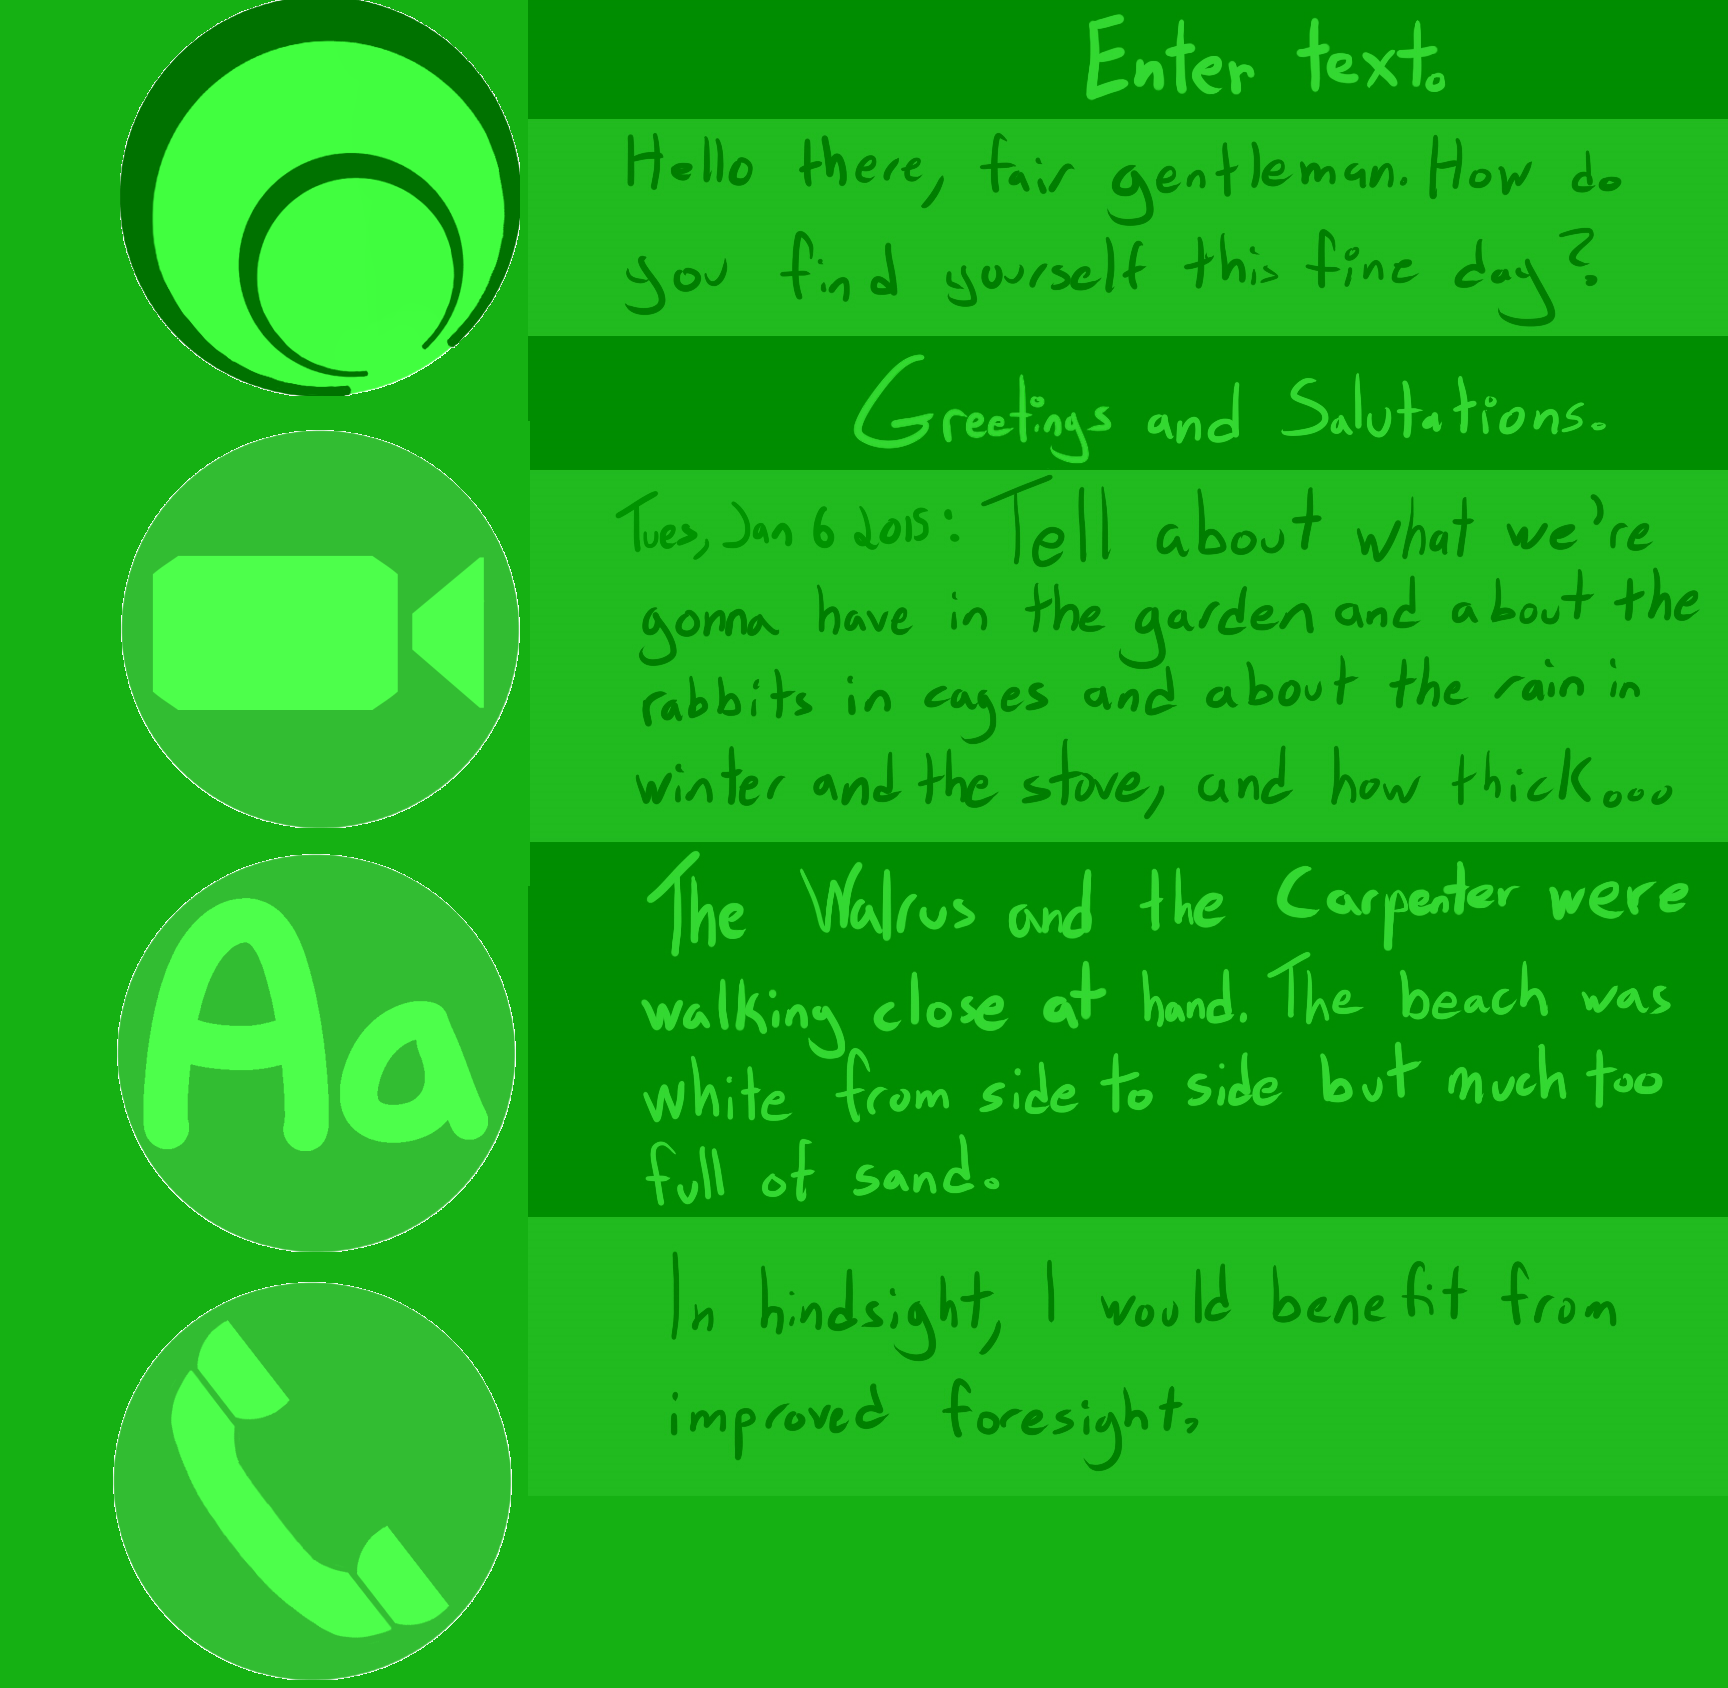 Enter text.
Hello there, fair gentleman. How do
you find yourself this fine day?
Greetings and Salutations.
Tues, Jan 6 2015: Tell about what we're
gonna have in the garden and about the
rabbits in cages and about the rain in
winter and the stove, and how thick...
The Walrus and the Carpenter were
walking close at hand. The beach was
white from side to side but much too
full of sand.
In hindsight, I would benefit from
improved foresight.
Aa